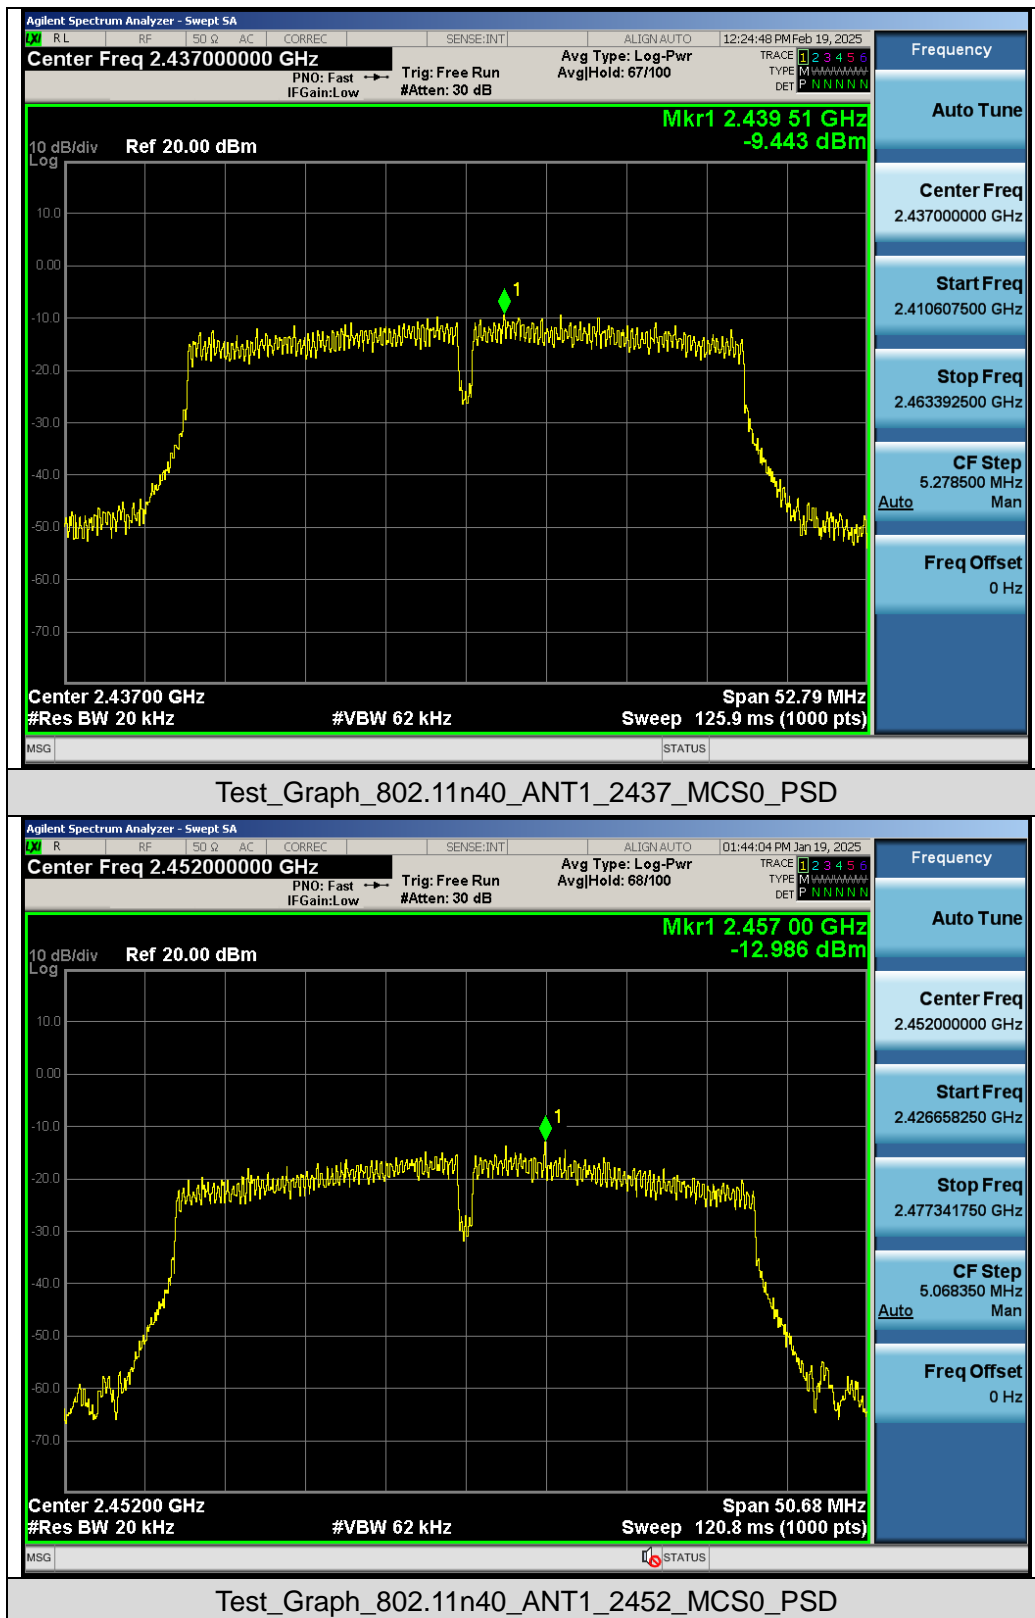 Agilent Spectrum Analyzer - Swept SA
LXI RL RF 50 Ω AC CORREC SENSE:INT ALIGN AUTO 12:24:48 PM Feb 19, 2025
Center Freq 2.437000000 GHz
PNO: Fast
IFGain:Low
Trig: Free Run
#Atten: 30 dB
Avg Type: Log-Pwr
Avg|Hold: 67/100
TRACE 1 2 3 4 5 6
TYPE M WWWWW
DET P N N N N N
Mkr1 2.439 51 GHz
-9.443 dBm
10 dB/div Ref 20.00 dBm
Log
10.0
0.00
-10.0
-20.0
-30.0
-40.0
-50.0
-60.0
-70.0
1
Center 2.43700 GHz Span 52.79 MHz
#Res BW 20 kHz #VBW 62 kHz Sweep 125.9 ms (1000 pts)
MSG STATUS
Frequency
Auto Tune
Center Freq
2.437000000 GHz
Start Freq
2.410607500 GHz
Stop Freq
2.463392500 GHz
CF Step
5.278500 MHz
Auto Man
Freq Offset
0 Hz
Test_Graph_802.11n40_ANT1_2437_MCS0_PSD
Agilent Spectrum Analyzer - Swept SA
LXI R RF 50 Ω AC CORREC SENSE:INT ALIGN AUTO 01:44:04 PM Jan 19, 2025
Center Freq 2.452000000 GHz
PNO: Fast
IFGain:Low
Trig: Free Run
#Atten: 30 dB
Avg Type: Log-Pwr
Avg|Hold: 68/100
TRACE 1 2 3 4 5 6
TYPE M WWWWW
DET P N N N N N
Mkr1 2.457 00 GHz
-12.986 dBm
10 dB/div Ref 20.00 dBm
Log
10.0
0.00
-10.0
-20.0
-30.0
-40.0
-50.0
-60.0
-70.0
1
Center 2.45200 GHz Span 50.68 MHz
#Res BW 20 kHz #VBW 62 kHz Sweep 120.8 ms (1000 pts)
MSG STATUS
Frequency
Auto Tune
Center Freq
2.452000000 GHz
Start Freq
2.426658250 GHz
Stop Freq
2.477341750 GHz
CF Step
5.068350 MHz
Auto Man
Freq Offset
0 Hz
Test_Graph_802.11n40_ANT1_2452_MCS0_PSD